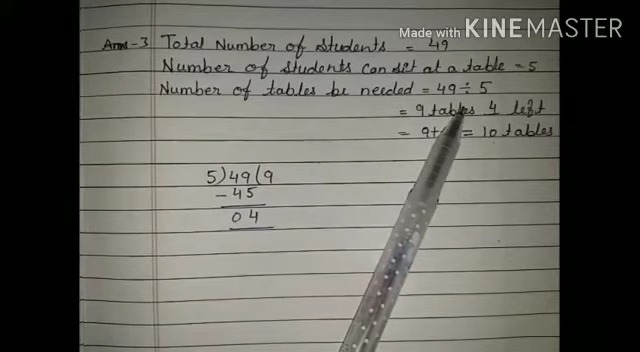 Made with KINEMASTER
Ans-3 Total Number of students = 49
Number of students can sit at a table = 5
Number of tables be needed = 49 ÷ 5
= 9 tables 4 left
= 9+ = 10 tables
5)49(9
-45
04